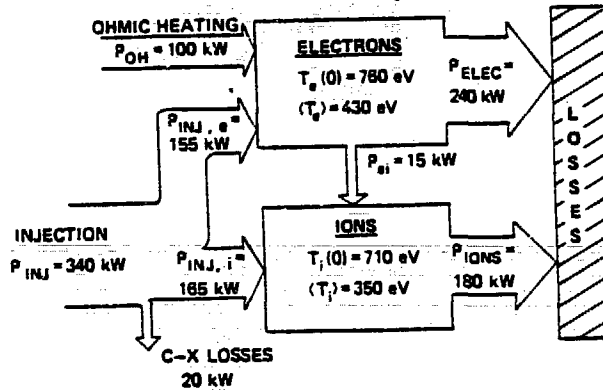 OHMIC HEATING
P_OH = 100 kW
ELECTRONS
T_e (0) = 760 eV
⟨T_e⟩ = 430 eV
P_ELEC =
240 kW
P_INJ, e =
155 kW
P_ei = 15 kW
INJECTION
P_INJ = 340 kW
P_INJ, i =
165 kW
IONS
T_i (0) = 710 eV
⟨T_i⟩ = 350 eV
P_IONS =
180 kW
C-X LOSSES
20 kW
LOSSES